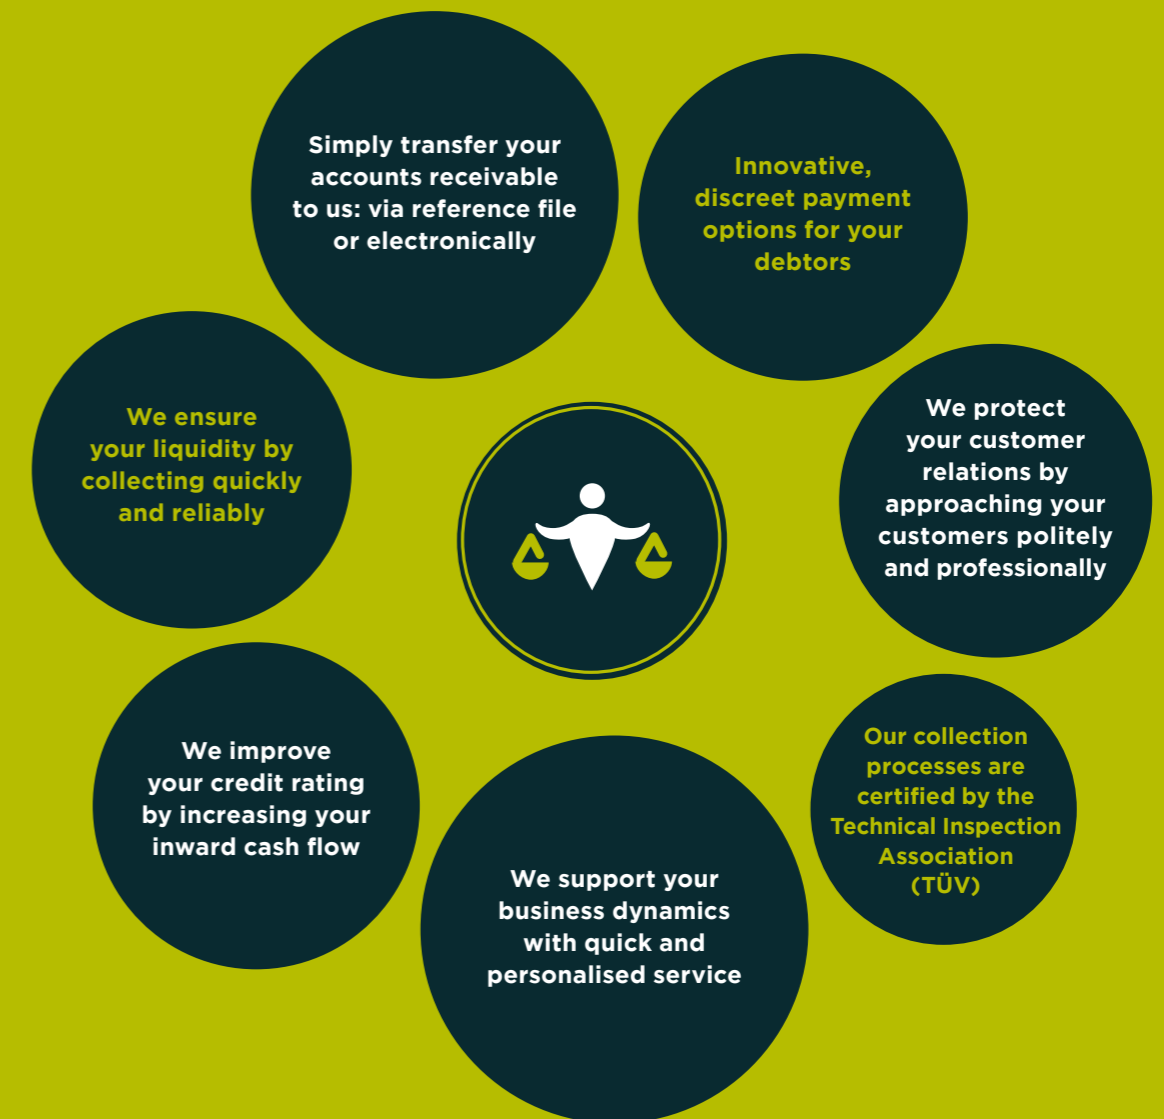 Simply transfer your
accounts receivable
to us: via reference file
or electronically
Innovative,
discreet payment
options for your
debtors
We protect
your customer
relations by
approaching your
customers politely
and professionally
Our collection
processes are
certified by the
Technical Inspection
Association
(TÜV)
We support your
business dynamics
with quick and
personalised service
We improve
your credit rating
by increasing your
inward cash flow
We ensure
your liquidity by
collecting quickly
and reliably